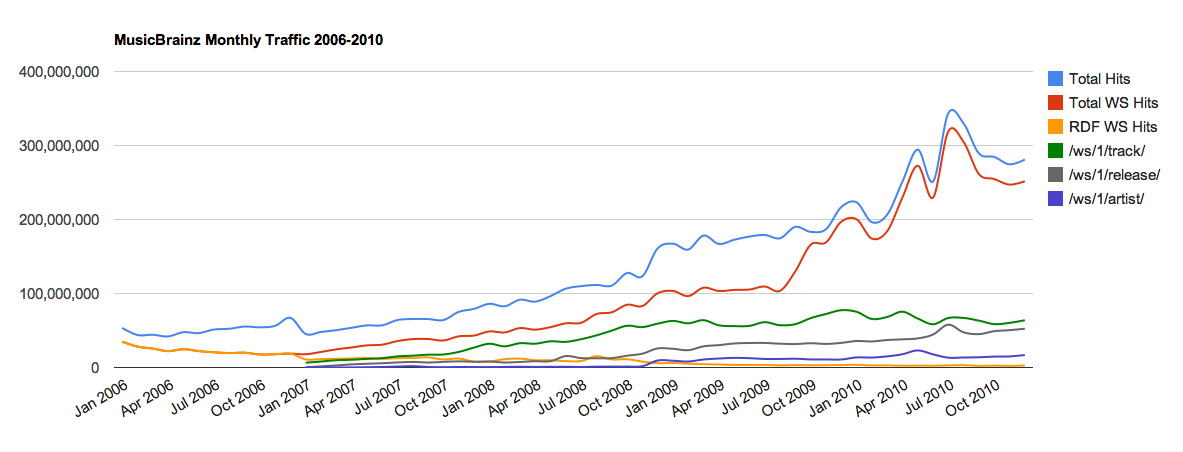 MusicBrainz Monthly Traffic 2006-2010
400,000,000
300,000,000
200,000,000
100,000,000
0
Total Hits
Total WS Hits
RDF WS Hits
/ws/1/track/
/ws/1/release/
/ws/1/artist/
Jan 2006
Apr 2006
Jul 2006
Oct 2006
Jan 2007
Apr 2007
Jul 2007
Oct 2007
Jan 2008
Apr 2008
Jul 2008
Oct 2008
Jan 2009
Apr 2009
Jul 2009
Oct 2009
Jan 2010
Apr 2010
Jul 2010
Oct 2010